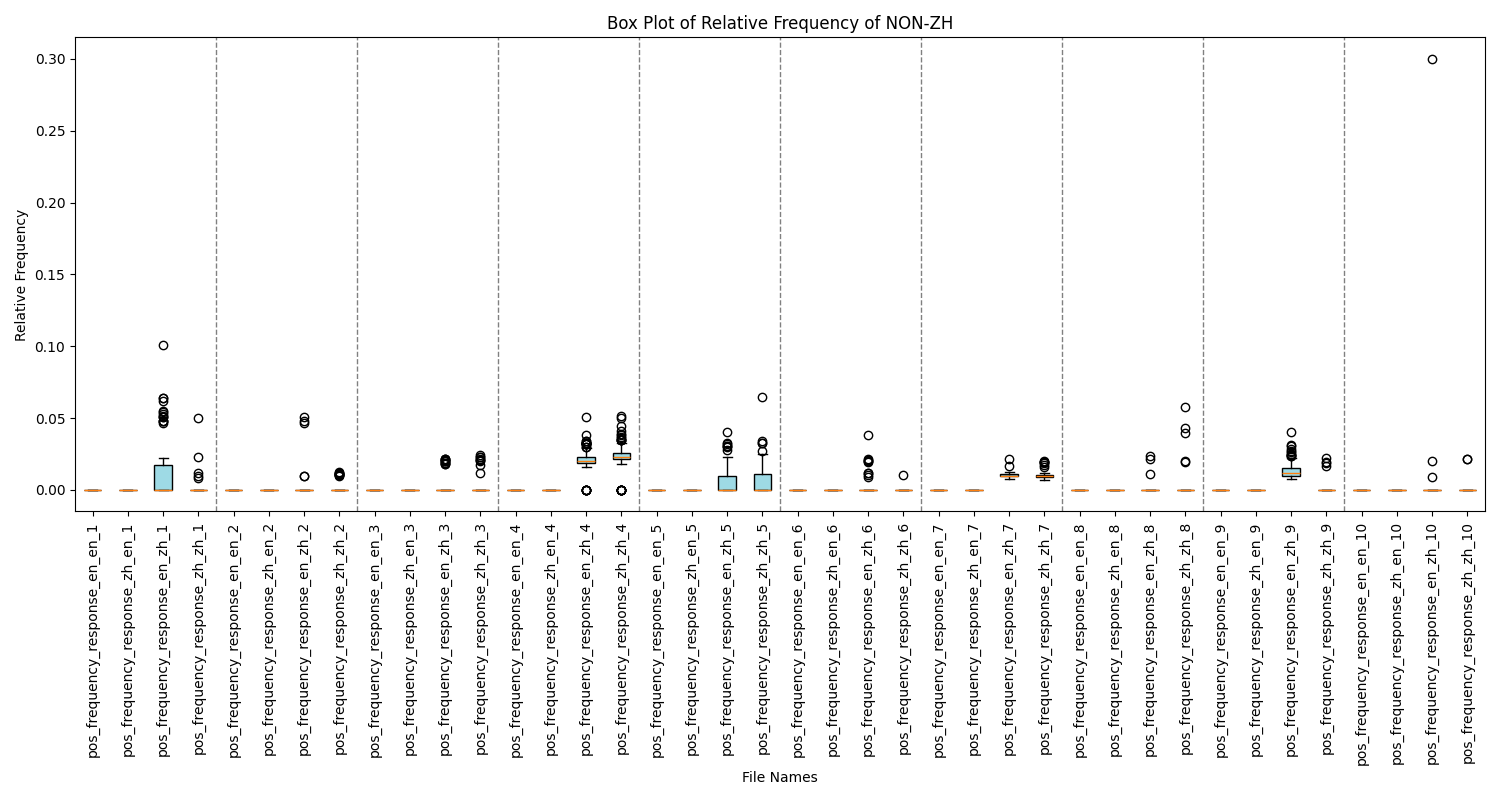 Box Plot of Relative Frequency of NON-ZH
Relative Frequency
0.30
0.25
0.20
0.15
0.10
0.05
0.00
pos_frequency_response_en_en_1
pos_frequency_response_zh_en_1
pos_frequency_response_en_zh_1
pos_frequency_response_zh_zh_1
pos_frequency_response_en_en_2
pos_frequency_response_zh_en_2
pos_frequency_response_en_zh_2
pos_frequency_response_zh_zh_2
pos_frequency_response_en_en_3
pos_frequency_response_zh_en_3
pos_frequency_response_en_zh_3
pos_frequency_response_zh_zh_3
pos_frequency_response_en_en_4
pos_frequency_response_zh_en_4
pos_frequency_response_en_zh_4
pos_frequency_response_zh_zh_4
pos_frequency_response_en_en_5
pos_frequency_response_zh_en_5
pos_frequency_response_en_zh_5
pos_frequency_response_zh_zh_5
pos_frequency_response_en_en_6
pos_frequency_response_zh_en_6
pos_frequency_response_en_zh_6
pos_frequency_response_zh_zh_6
pos_frequency_response_en_en_7
pos_frequency_response_zh_en_7
pos_frequency_response_en_zh_7
pos_frequency_response_zh_zh_7
pos_frequency_response_en_en_8
pos_frequency_response_zh_en_8
pos_frequency_response_en_zh_8
pos_frequency_response_zh_zh_8
pos_frequency_response_en_en_9
pos_frequency_response_zh_en_9
pos_frequency_response_en_zh_9
pos_frequency_response_zh_zh_9
pos_frequency_response_en_en_10
pos_frequency_response_zh_en_10
pos_frequency_response_en_zh_10
pos_frequency_response_zh_zh_10
File Names